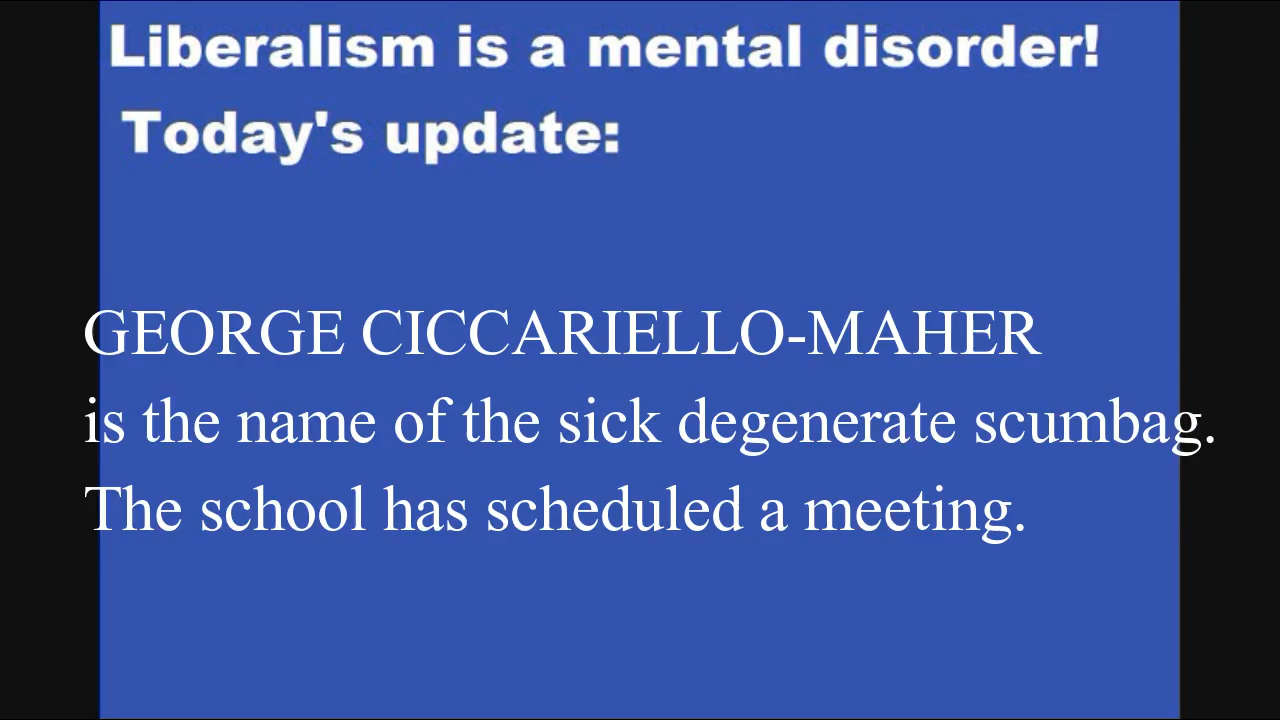 Liberalism is a mental disorder!
Today's update:
GEORGE CICCARIELLO-MAHER
is the name of the sick degenerate scumbag.
The school has scheduled a meeting.